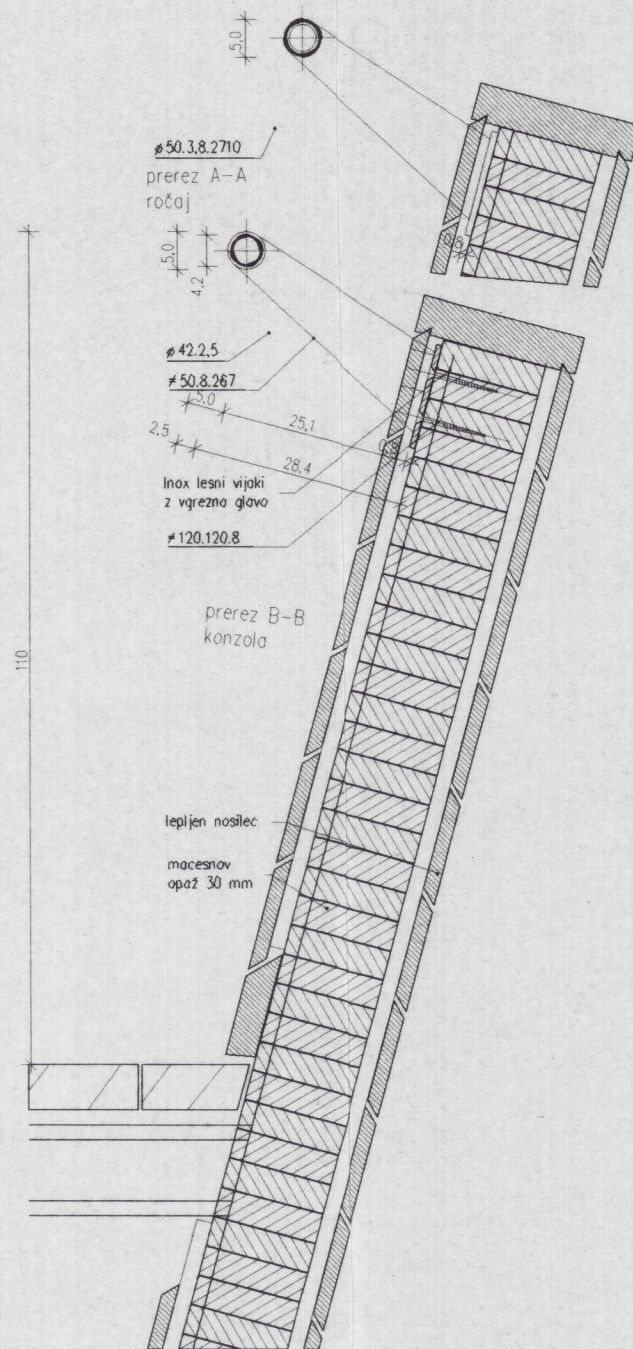 5,0
ø50.3,8.2710
prerez A-A
ročaj
0,8
5,0
4,2
ø42.2,5
≠50.8.267
5,0
25,1
2,5
28,4
0,8
Inox lesni vijaki
z vgrezno glavo
≠120.120.8
prerez B-B
konzola
110
lepljen nosilec
macesnov
opaž 30 mm